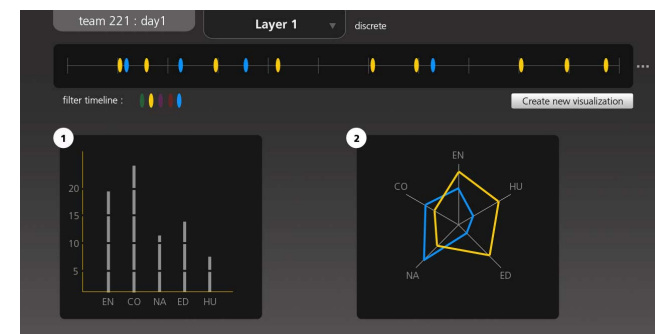 team 221 : day1
Layer 1
discrete
filter timeline :
Create new visualization
1
20
15
10
5
EN CO NA ED HU
2
EN
CO
HU
NA
ED